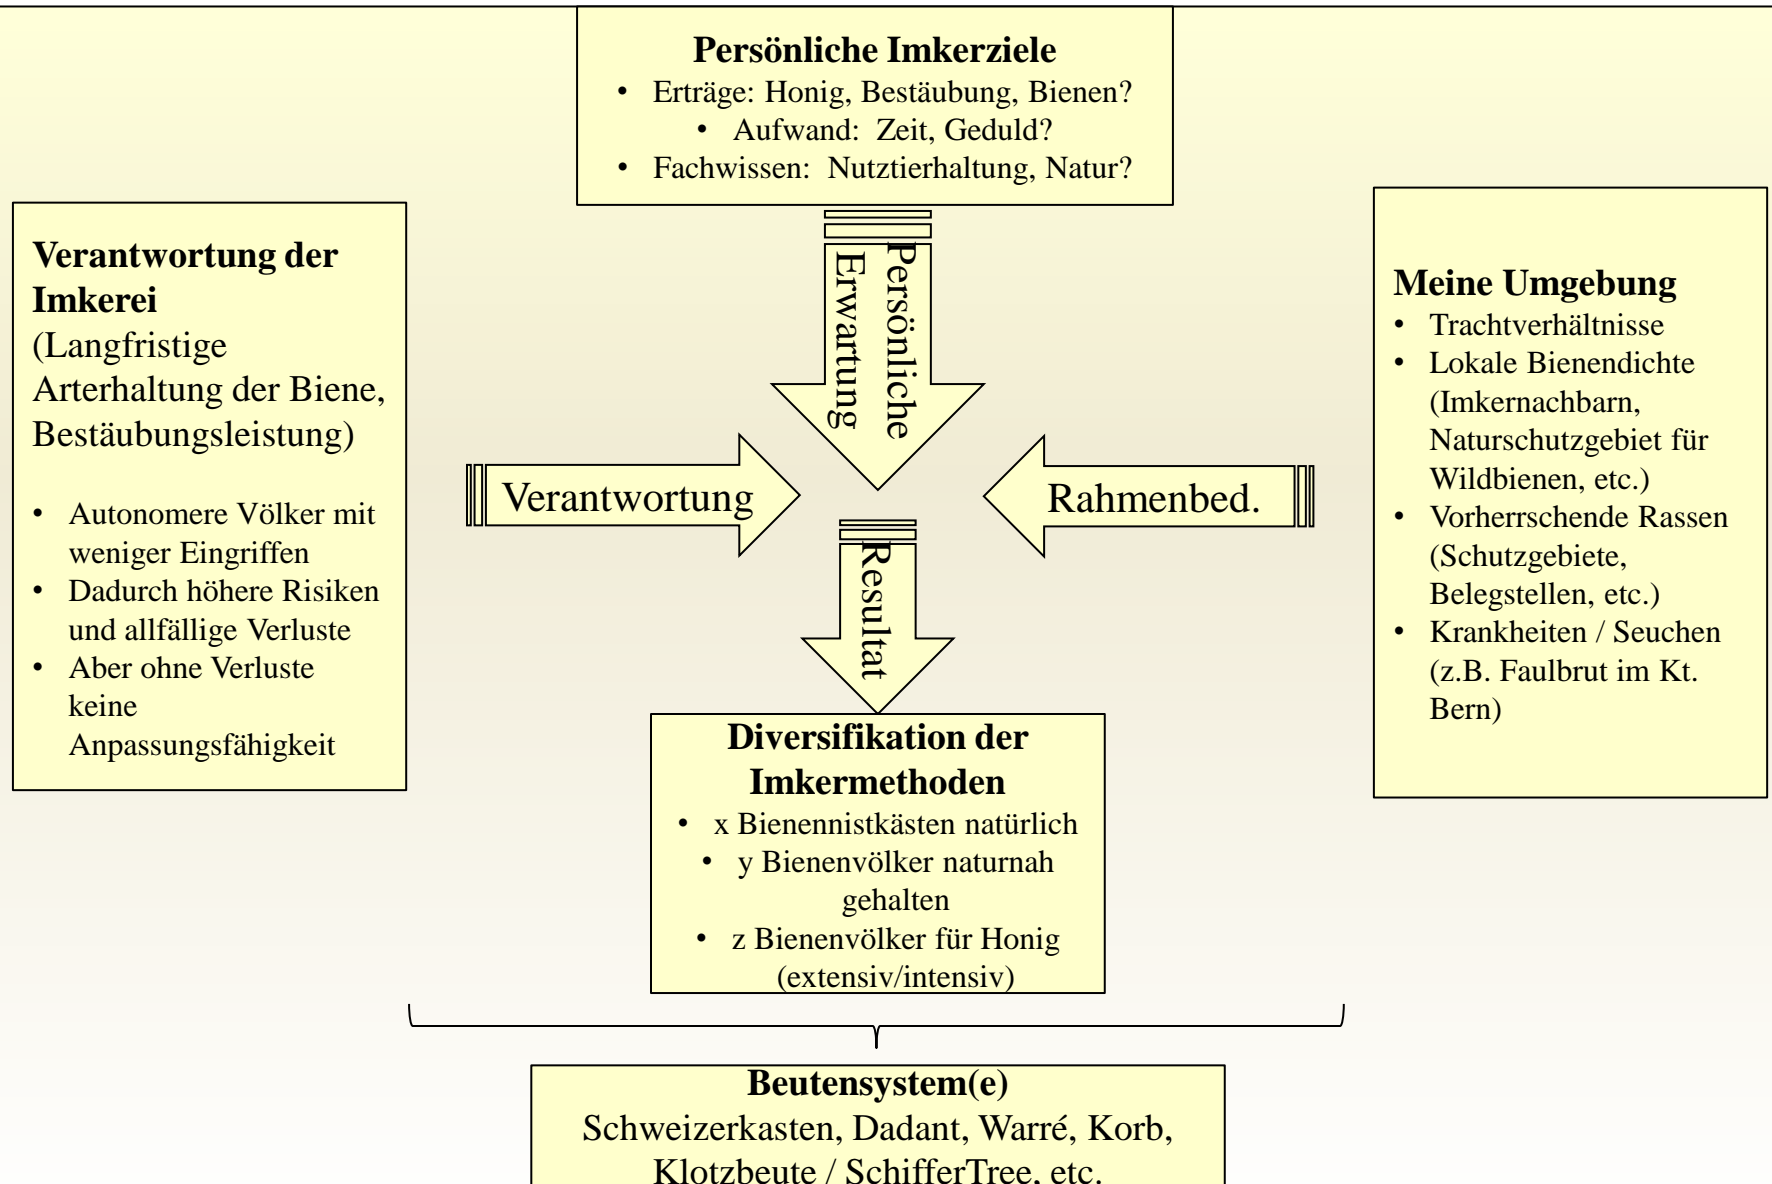 Persönliche Imkerziele
• Erträge: Honig, Bestäubung, Bienen?
• Aufwand: Zeit, Geduld?
• Fachwissen: Nutztierhaltung, Natur?
Verantwortung der
Imkerei
(Langfristige
Arterhaltung der Biene,
Bestäubungsleistung)
• Autonomere Völker mit
weniger Eingriffen
• Dadurch höhere Risiken
und allfällige Verluste
• Aber ohne Verluste
keine
Anpassungsfähigkeit
Persönliche
Erwartung
Verantwortung
Rahmenbed.
Resultat
Meine Umgebung
• Trachtverhältnisse
• Lokale Bienendichte
(Imkernachbarn,
Naturschutzgebiet für
Wildbienen, etc.)
• Vorherrschende Rassen
(Schutzgebiete,
Belegstellen, etc.)
• Krankheiten / Seuchen
(z.B. Faulbrut im Kt.
Bern)
Diversifikation der
Imkermethoden
• x Bienennistkästen natürlich
• y Bienenvölker naturnah
gehalten
• z Bienenvölker für Honig
(extensiv/intensiv)
Beutensystem(e)
Schweizerkasten, Dadant, Warré, Korb,
Klotzbeute / SchifferTree, etc.